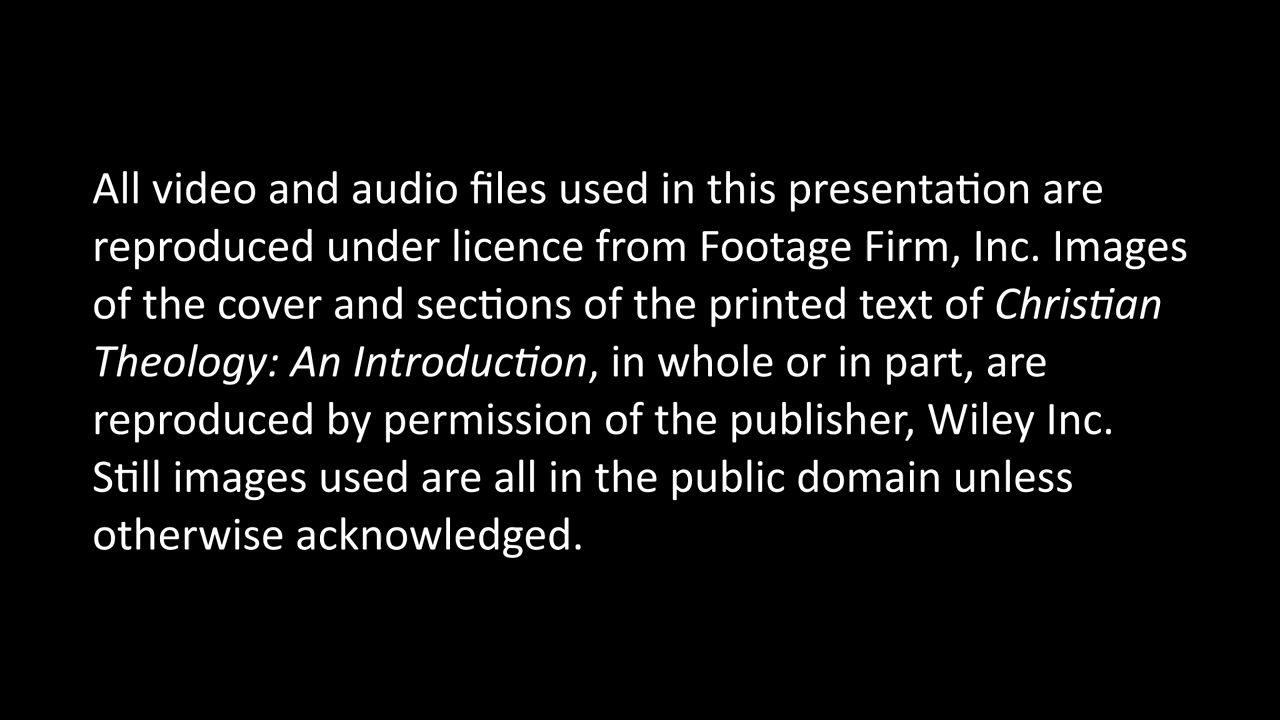 All video and audio files used in this presentation are
reproduced under licence from Footage Firm, Inc. Images
of the cover and sections of the printed text of Christian
Theology: An Introduction, in whole or in part, are
reproduced by permission of the publisher, Wiley Inc.
Still images used are all in the public domain unless
otherwise acknowledged.